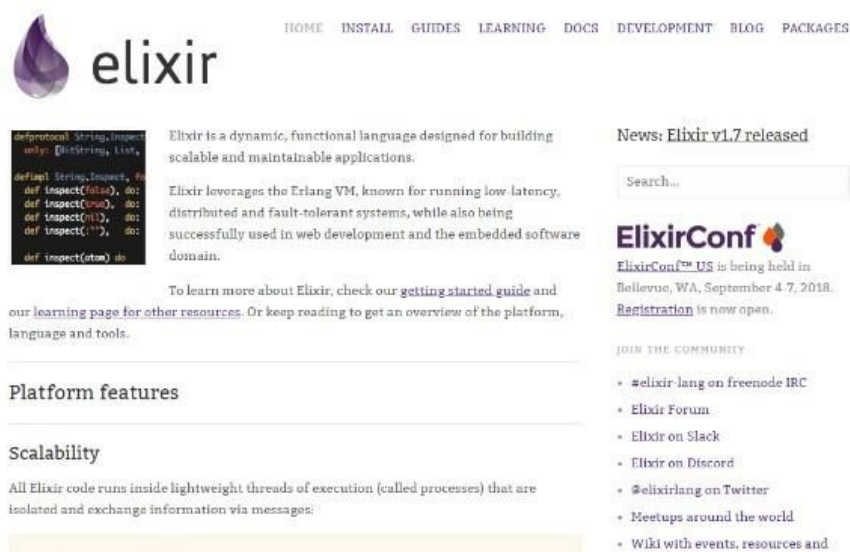 HOME INSTALL GUIDES LEARNING DOCS DEVELOPMENT BLOG PACKAGES
elixir
defprotocol String.Inspect
only: [BitString, List,
defimpl String.Inspect, fo
def inspect(false), do:
def inspect(true), do:
def inspect(nil), do:
def inspect(:""), do:
def inspect(atom) do
Elixir is a dynamic, functional language designed for building
scalable and maintainable applications.
Elixir leverages the Erlang VM, known for running low-latency,
distributed and fault-tolerant systems, while also being
successfully used in web development and the embedded software
domain.
To learn more about Elixir, check our getting started guide and
our learning page for other resources. Or keep reading to get an overview of the platform,
language and tools.
Platform features
Scalability
All Elixir code runs inside lightweight threads of execution (called processes) that are
isolated and exchange information via messages:
News: Elixir v1.7 released
Search...
ElixirConf
ElixirConf™ US is being held in
Bellevue, WA, September 4-7, 2018.
Registration is now open.
JOIN THE COMMUNITY
#elixir-lang on freenode IRC
Elixir Forum
Elixir on Slack
Elixir on Discord
@elixirlang on Twitter
Meetups around the world
Wiki with events, resources and